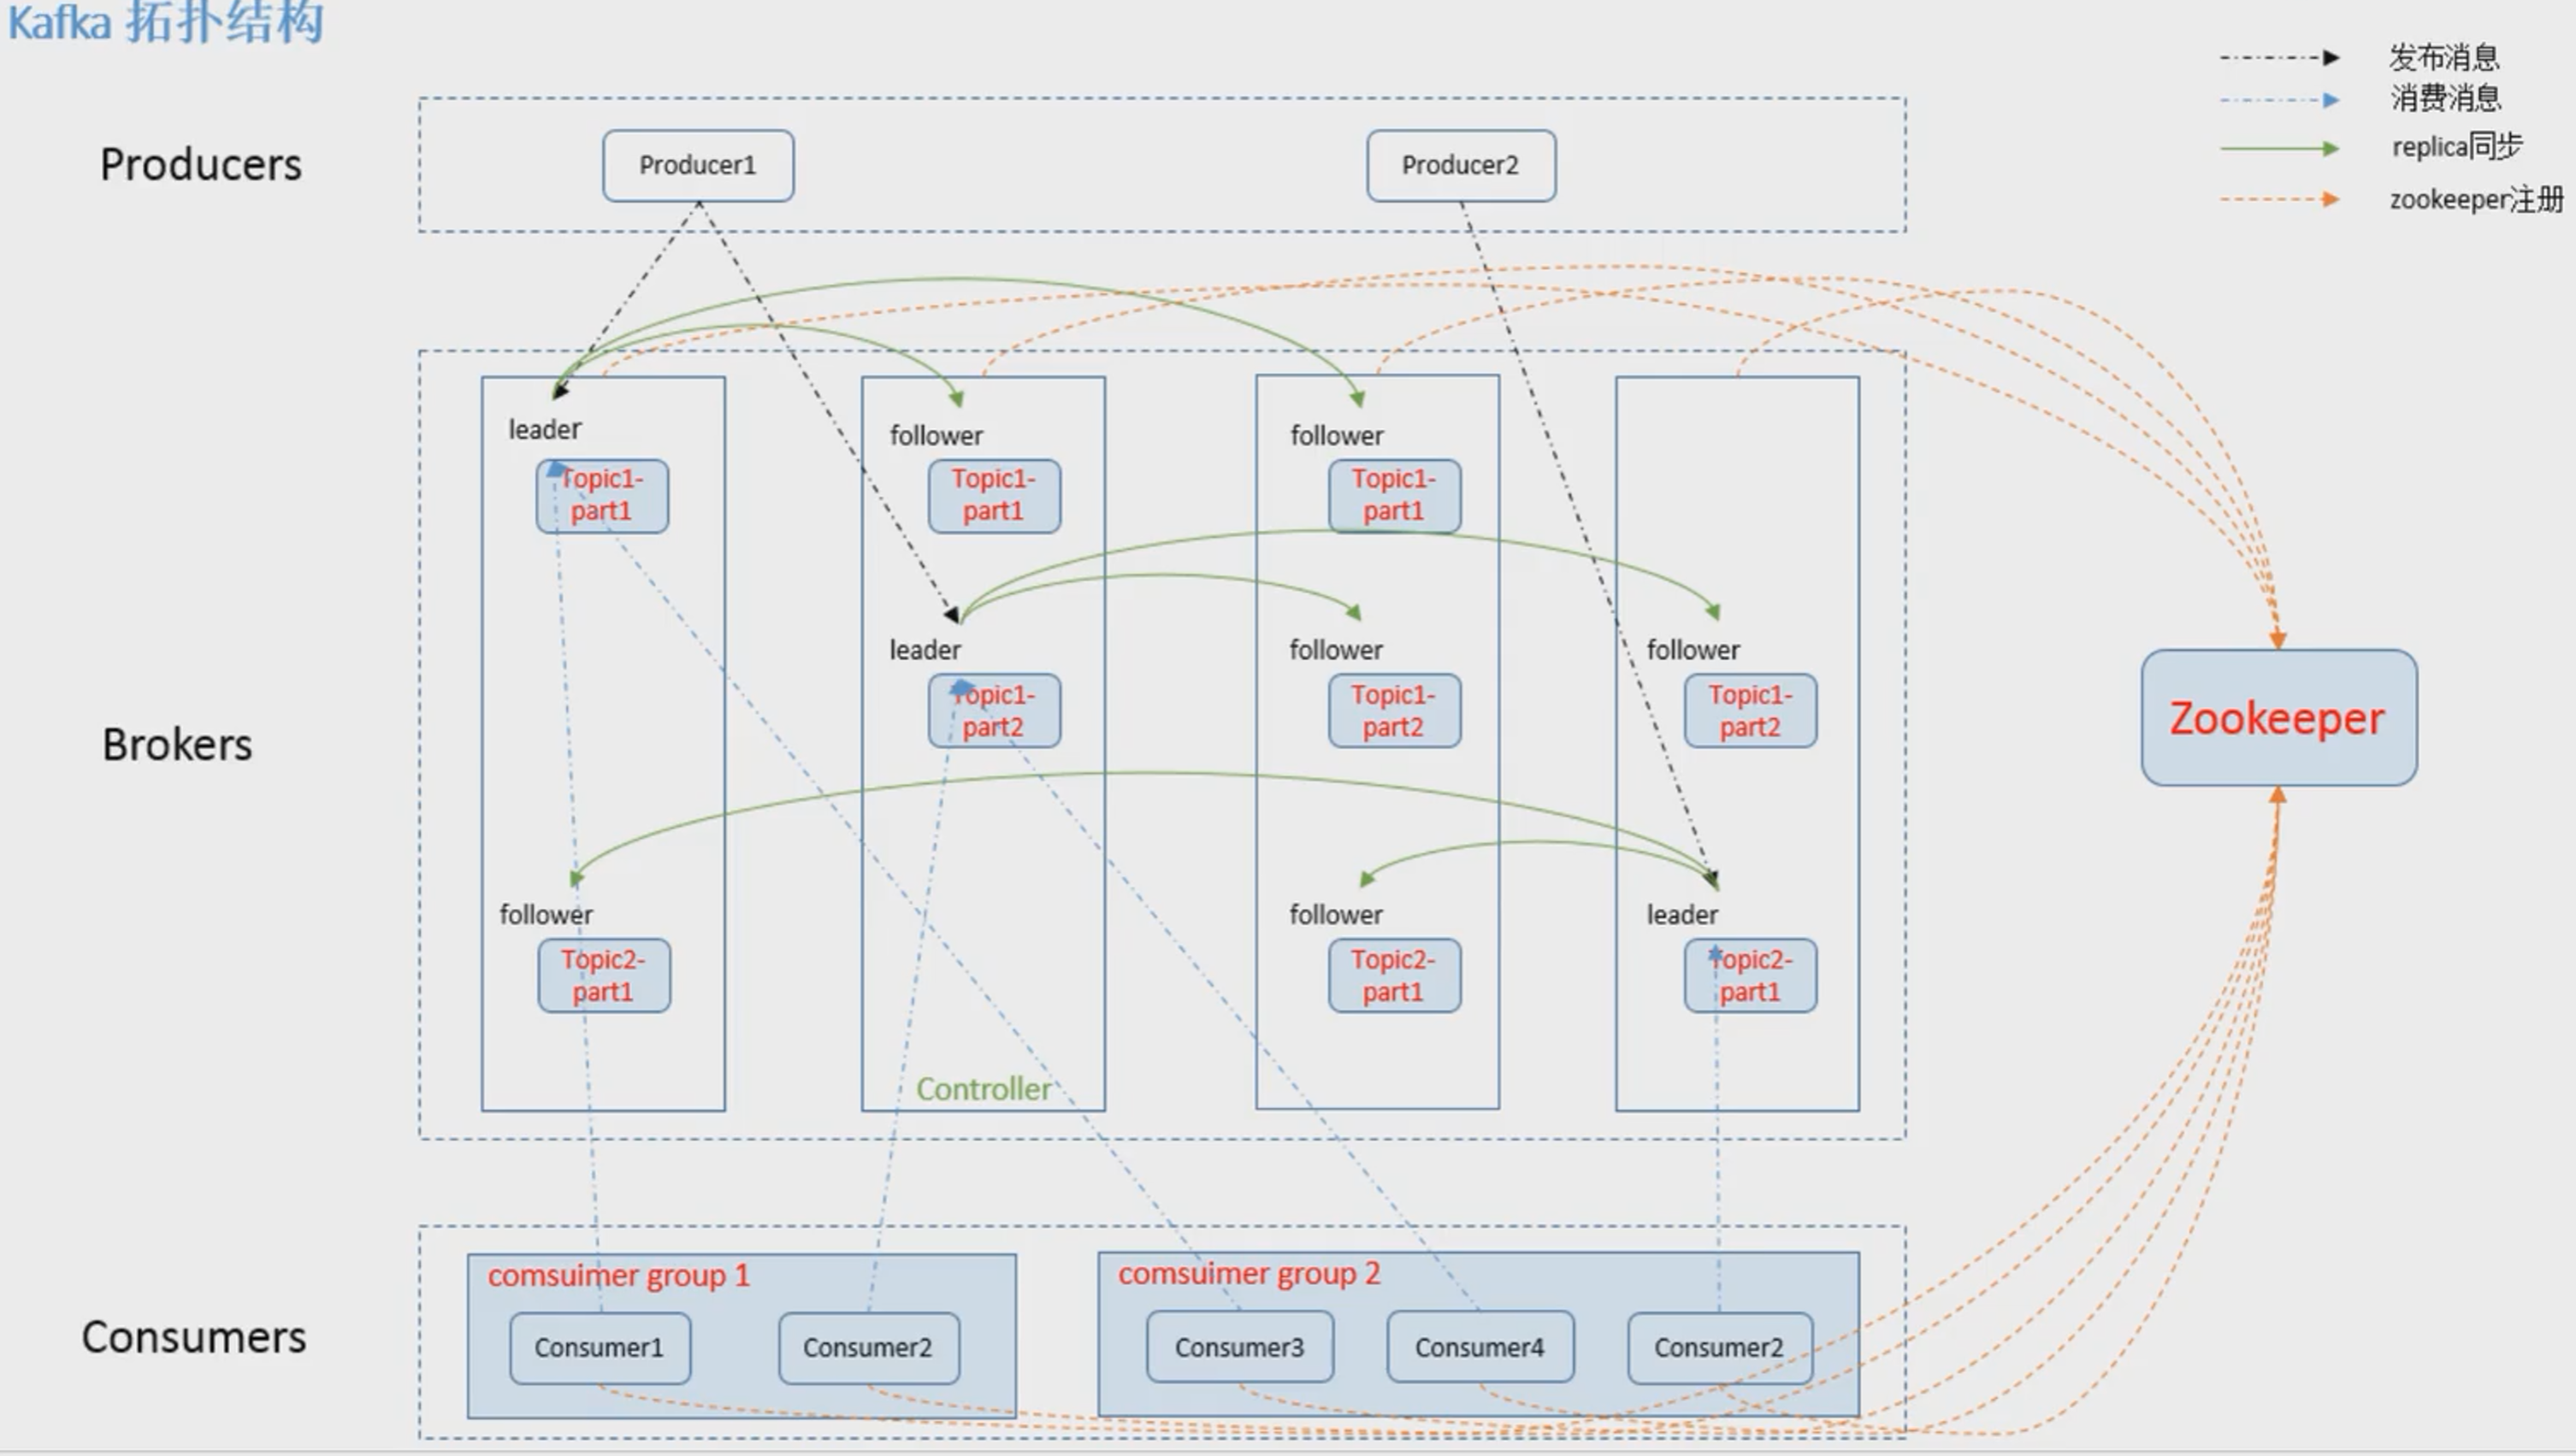 Kafka 拓扑结构
发布消息
消费消息
replica同步
zookeeper注册
Producers
Producer1
Producer2
Brokers
leader
Topic1-
part1
follower
Topic1-
part1
follower
Topic1-
part1
leader
Topic1-
part2
follower
Topic1-
part2
follower
Topic1-
part2
follower
Topic2-
part1
follower
Topic2-
part1
leader
Topic2-
part1
Controller
Zookeeper
Consumers
comsuimer group 1
Consumer1
Consumer2
comsuimer group 2
Consumer3
Consumer4
Consumer2